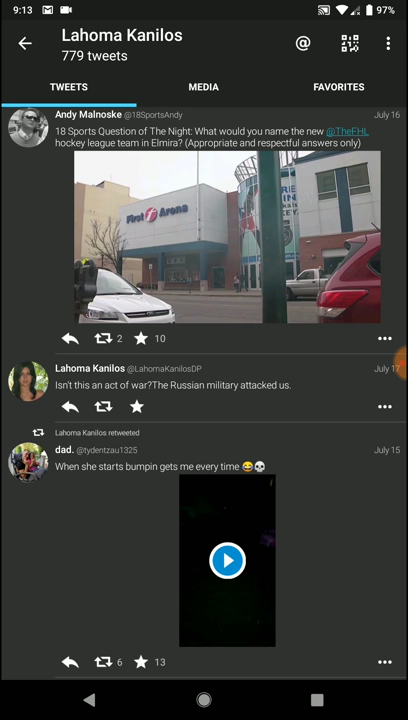 9:13
97%
Lahoma Kanilos
779 tweets
TWEETS
MEDIA
FAVORITES
Andy Malnoske @18SportsAndy
July 16
18 Sports Question of The Night: What would you name the new @TheFHL
hockey league team in Elmira? (Appropriate and respectful answers only)
First Arena
2
10
Lahoma Kanilos @LahomaKanilosDP
July 17
Isn't this an act of war?The Russian military attacked us.
Lahoma Kanilos retweeted
dad. @tydentzau1325
July 15
When she starts bumpin gets me every time 😂💀
6
13